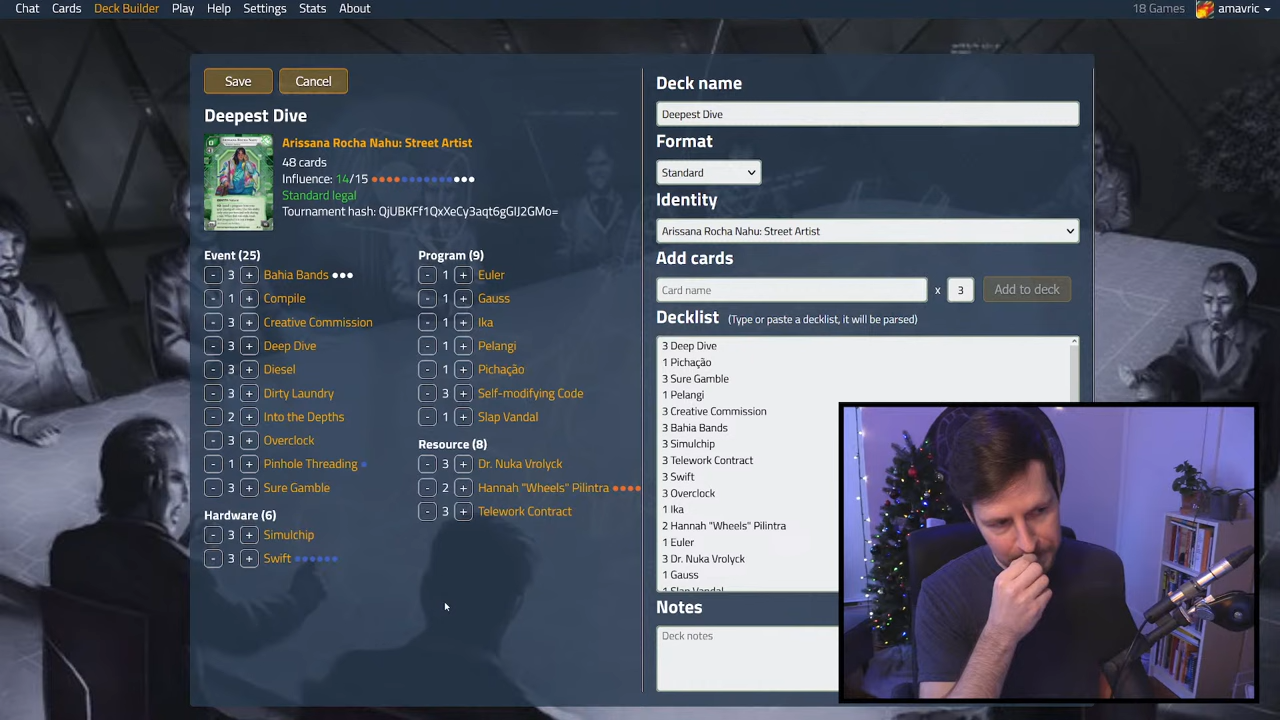 Chat Cards Deck Builder Play Help Settings Stats About 18 Games amavric
Save Cancel
Deepest Dive
Arissana Rocha Nahu: Street Artist
48 cards
Influence: 14/15
Standard legal
Tournament hash: QjUBKFf1QxXeCy3aqt6gGIJ2GMo=
Event (25)
- 3 + Bahia Bands
- 1 + Compile
- 3 + Creative Commission
- 3 + Deep Dive
- 3 + Diesel
- 3 + Dirty Laundry
- 2 + Into the Depths
- 3 + Overclock
- 1 + Pinhole Threading
- 3 + Sure Gamble
Hardware (6)
- 3 + Simulchip
- 3 + Swift
Program (9)
- 1 + Euler
- 1 + Gauss
- 1 + Ika
- 1 + Pelangi
- 1 + Pichação
- 3 + Self-modifying Code
- 1 + Slap Vandal
Resource (8)
- 3 + Dr. Nuka Vrolyck
- 2 + Hannah "Wheels" Pilintra
- 3 + Telework Contract
Deck name
Deepest Dive
Format
Standard
Identity
Arissana Rocha Nahu: Street Artist
Add cards
Card name x 3 Add to deck
Decklist (Type or paste a decklist, it will be parsed)
3 Deep Dive
1 Pichação
3 Sure Gamble
1 Pelangi
3 Creative Commission
3 Bahia Bands
3 Simulchip
3 Telework Contract
3 Swift
3 Overclock
1 Ika
2 Hannah "Wheels" Pilintra
1 Euler
3 Dr. Nuka Vrolyck
1 Gauss
1 Slap Vandal
Notes
Deck notes